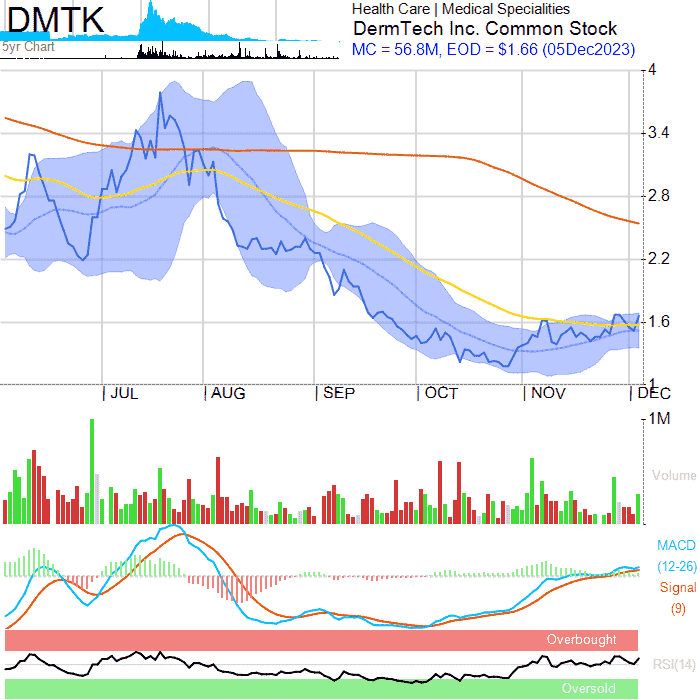 DMTK
5yr Chart
Health Care | Medical Specialities
DermTech Inc. Common Stock
MC = 56.8M, EOD = $1.66 (05Dec2023)
4
3.4
2.8
2.2
1.6
1
JUL AUG SEP OCT NOV DEC
1M
Volume
MACD
(12-26)
Signal
(9)
Overbought
RSI(14)
Oversold